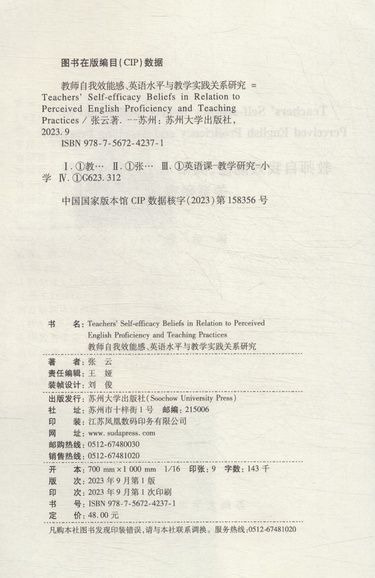 图书在版编目(CIP)数据
教师自我效能感、英语水平与教学实践关系研究 =
Teachers' Self-efficacy Beliefs in Relation to
Perceived English Proficiency and Teaching
Practices / 张云著. --苏州: 苏州大学出版社,
2023.9
ISBN 978-7-5672-4237-1
Ⅰ.①教… Ⅱ.①张… Ⅲ.①英语课-教学研究-小
学 Ⅳ.①G623.312
中国国家版本馆 CIP 数据核字(2023)第 158356 号
书 名: Teachers' Self-efficacy Beliefs in Relation to Perceived
English Proficiency and Teaching Practices
教师自我效能感、英语水平与教学实践关系研究
著 者: 张 云
责任编辑: 王 娅
装帧设计: 刘 俊
出版发行: 苏州大学出版社(Soochow University Press)
社 址: 苏州市十梓街1号 邮编: 215006
印 装: 江苏凤凰数码印务有限公司
网 址: www.sudapress.com
邮购热线: 0512-67480030
销售热线: 0512-67481020
开 本: 700 mm×1 000 mm 1/16 印张: 9 字数: 143千
版 次: 2023年9月第1版
印 次: 2023年9月第1次印刷
书 号: ISBN 978-7-5672-4237-1
定 价: 48.00元
凡购本社图书发现印装错误,请与本社联系调换。服务热线:0512-67481020